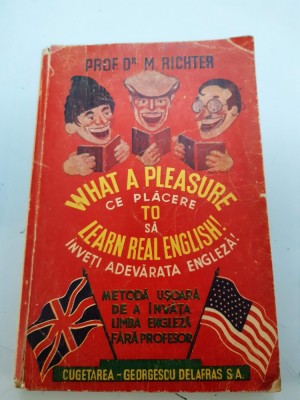 PROF. Dr M. RICHTER
WHAT A PLEASURE
CE PLĂCERE
TO
SĂ
LEARN REAL ENGLISH!
ÎNVEȚI ADEVĂRATA ENGLEZĂ!
METODĂ UȘOARĂ
DE A ÎNVĂȚA
LIMBA ENGLEZĂ
FĂRĂ PROFESOR
CUGETAREA - GEORGESCU DELAFRAS S.A.